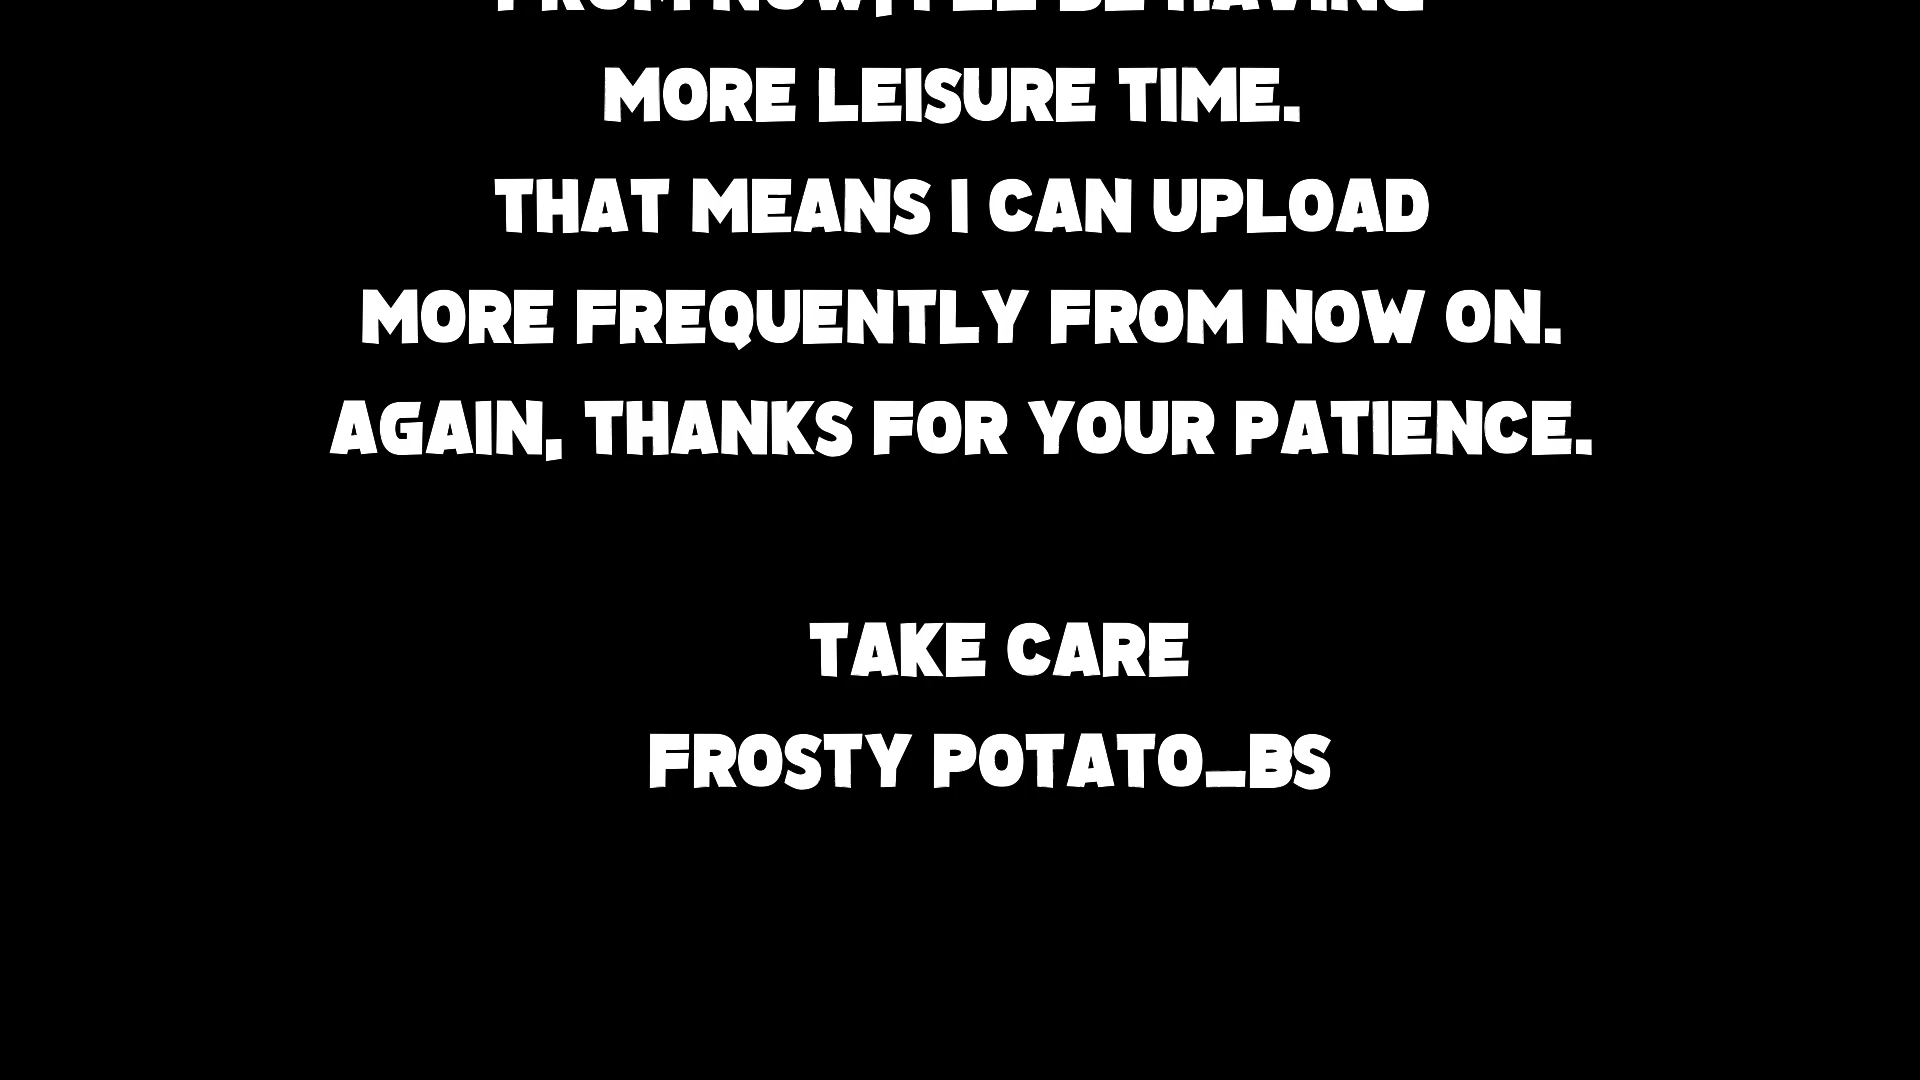 FROM NOW, I'LL BE HAVING
MORE LEISURE TIME.
THAT MEANS I CAN UPLOAD
MORE FREQUENTLY FROM NOW ON.
AGAIN, THANKS FOR YOUR PATIENCE.
TAKE CARE
FROSTY POTATO_BS